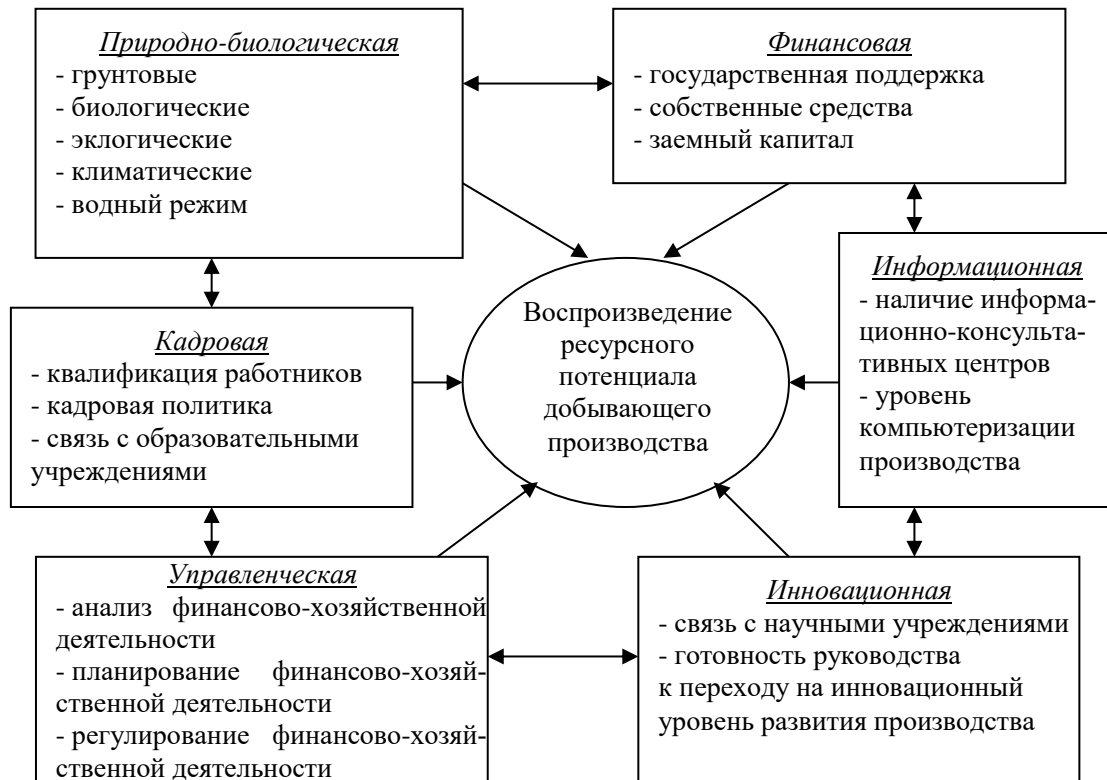 Природно-биологическая
- грунтовые
- биологические
- эклогические
- климатические
- водный режим
Финансовая
- государственная поддержка
- собственные средства
- заемный капитал
Кадровая
- квалификация работников
- кадровая политика
- связь с образовательными
учреждениями
Воспроизведение
ресурсного
потенциала
добывающего
производства
Информационная
- наличие информа-
ционно-консульта-
тивных центров
- уровень
компьютеризации
производства
Управленческая
- анализ финансово-хозяйственной
деятельности
- планирование финансово-хозяй-
ственной деятельности
- регулирование финансово-хозяй-
ственной деятельности
Инновационная
- связь с научными учреждениями
- готовность руководства
к переходу на инновационный
уровень развития производства